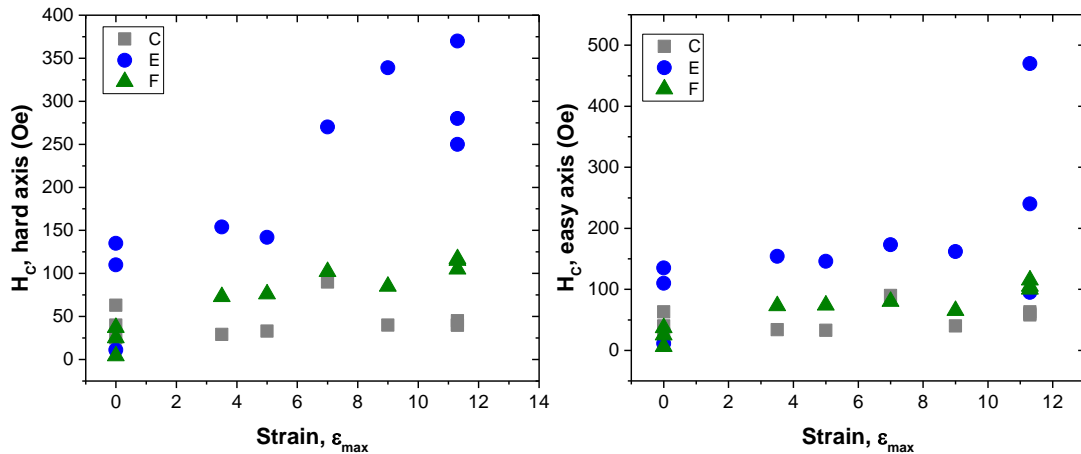 400
350
300
250
200
150
100
50
0
H_C, hard axis (Oe)
C
E
F
0 2 4 6 8 10 12 14
Strain, ε_max
500
400
300
200
100
0
H_C, easy axis (Oe)
C
E
F
0 2 4 6 8 10 12
Strain, ε_max